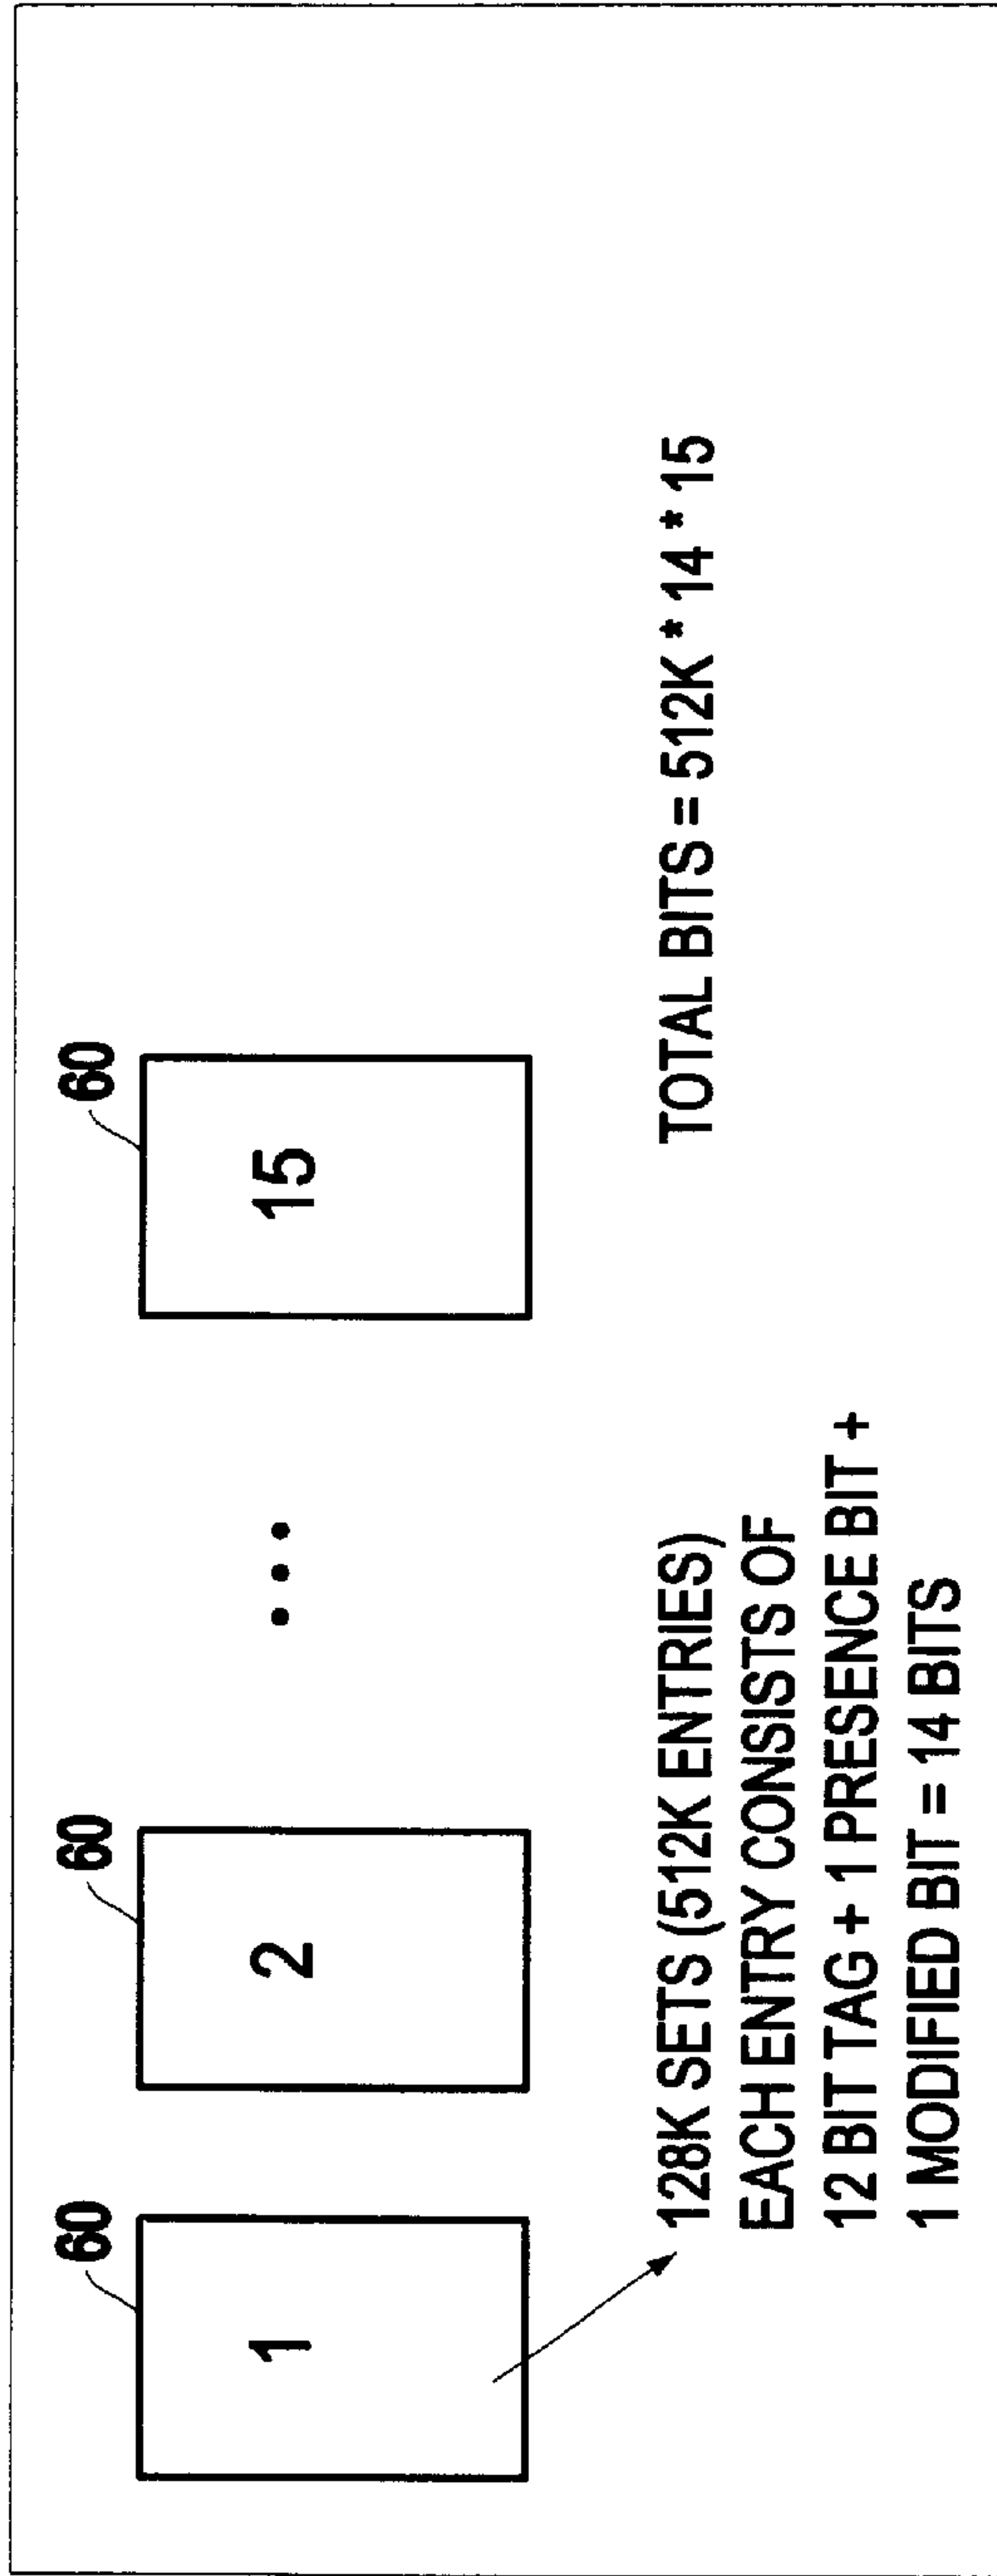 60
60
60
1
2
• • •
15
128K SETS (512K ENTRIES)
EACH ENTRY CONSISTS OF
12 BIT TAG + 1 PRESENCE BIT +
1 MODIFIED BIT = 14 BITS
TOTAL BITS = 512K * 14 * 15